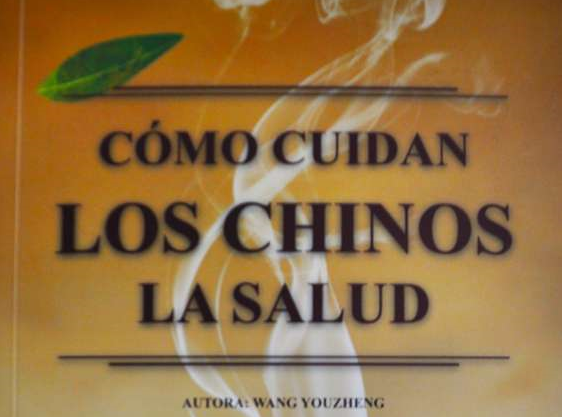 CÓMO CUIDAN
LOS CHINOS
LA SALUD
AUTORA: WANG YOUZHENG